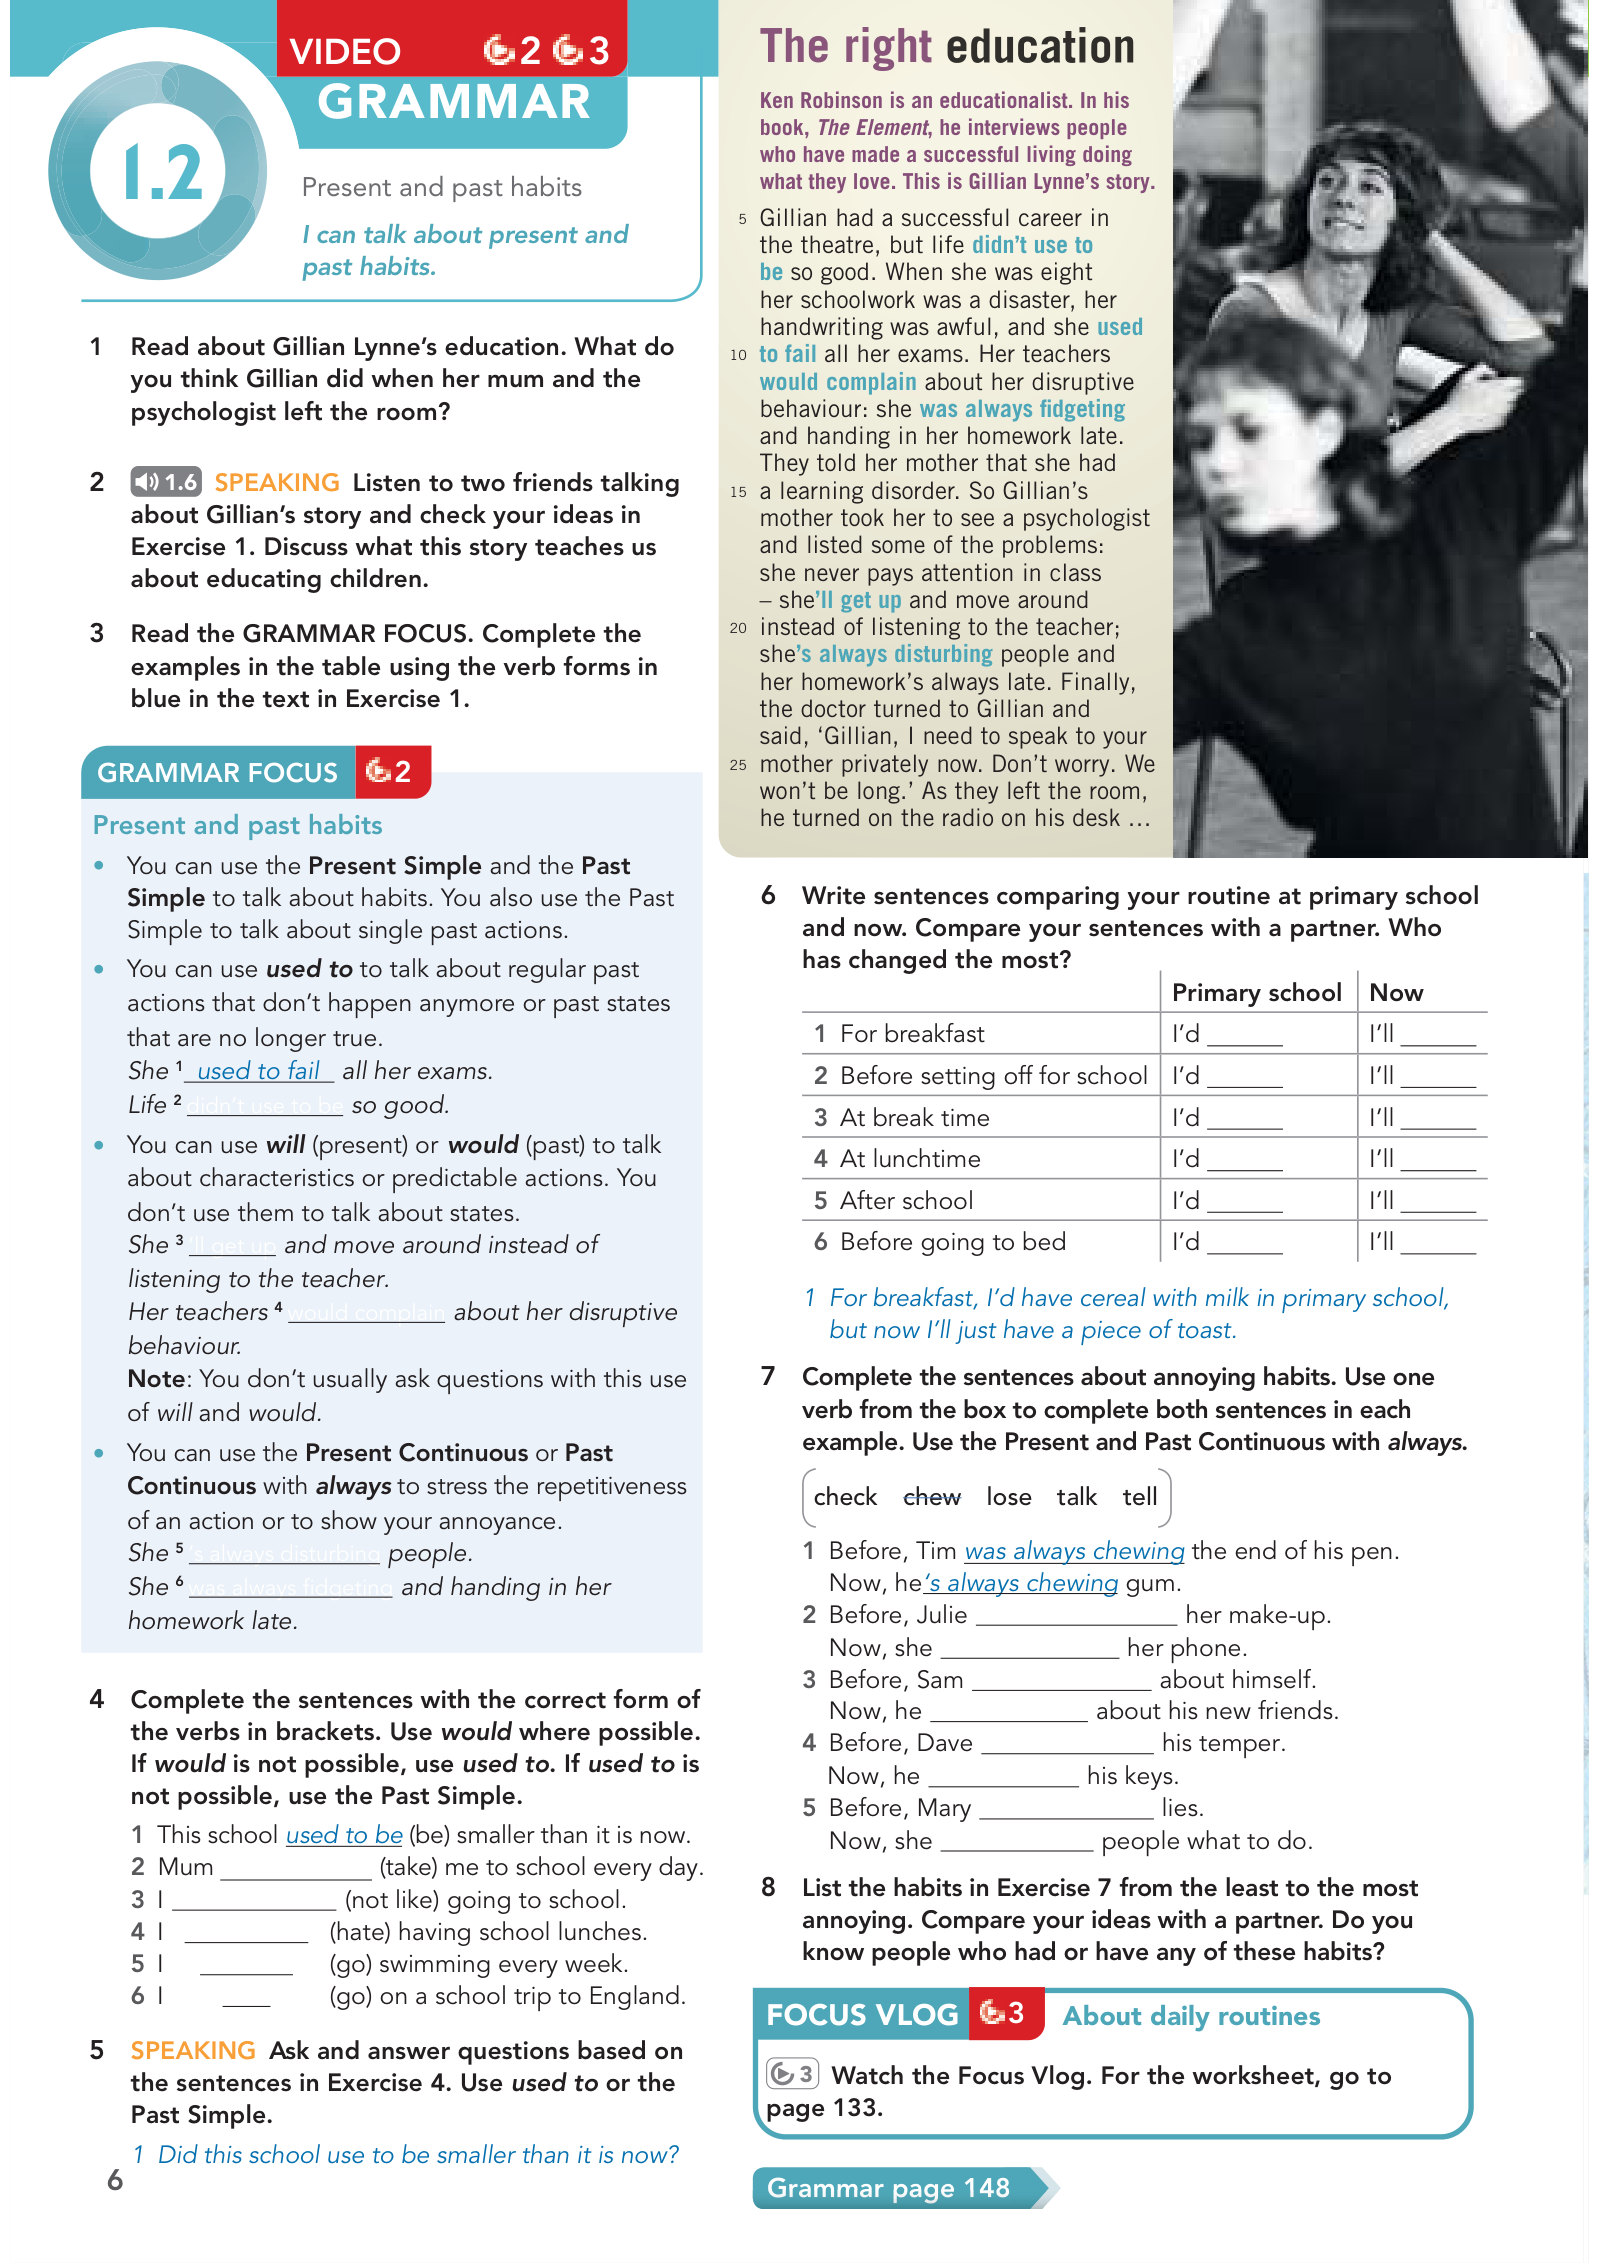 VIDEO 2 3
GRAMMAR
1.2
Present and past habits
I can talk about present and
past habits.
1 Read about Gillian Lynne's education. What do
you think Gillian did when her mum and the
psychologist left the room?
2 1.6 SPEAKING Listen to two friends talking
about Gillian's story and check your ideas in
Exercise 1. Discuss what this story teaches us
about educating children.
3 Read the GRAMMAR FOCUS. Complete the
examples in the table using the verb forms in
blue in the text in Exercise 1.
GRAMMAR FOCUS 2
Present and past habits
• You can use the Present Simple and the Past
Simple to talk about habits. You also use the Past
Simple to talk about single past actions.
• You can use used to to talk about regular past
actions that don't happen anymore or past states
that are no longer true.
She 1 used to fail all her exams.
Life 2 didn't use to be so good.
• You can use will (present) or would (past) to talk
about characteristics or predictable actions. You
don't use them to talk about states.
She 3 'll get up and move around instead of
listening to the teacher.
Her teachers 4 would complain about her disruptive
behaviour.
Note: You don't usually ask questions with this use
of will and would.
• You can use the Present Continuous or Past
Continuous with always to stress the repetitiveness
of an action or to show your annoyance.
She 5 's always disturbing people.
She 6 was always fidgeting and handing in her
homework late.
4 Complete the sentences with the correct form of
the verbs in brackets. Use would where possible.
If would is not possible, use used to. If used to is
not possible, use the Past Simple.
1 This school used to be (be) smaller than it is now.
2 Mum ____ (take) me to school every day.
3 I ____ (not like) going to school.
4 I ____ (hate) having school lunches.
5 I ____ (go) swimming every week.
6 I ____ (go) on a school trip to England.
5 SPEAKING Ask and answer questions based on
the sentences in Exercise 4. Use used to or the
Past Simple.
1 Did this school use to be smaller than it is now?
6
The right education
Ken Robinson is an educationalist. In his
book, The Element, he interviews people
who have made a successful living doing
what they love. This is Gillian Lynne's story.
5 Gillian had a successful career in
the theatre, but life didn't use to
be so good. When she was eight
her schoolwork was a disaster, her
handwriting was awful, and she used
10 to fail all her exams. Her teachers
would complain about her disruptive
behaviour: she was always fidgeting
and handing in her homework late.
They told her mother that she had
15 a learning disorder. So Gillian's
mother took her to see a psychologist
and listed some of the problems:
she never pays attention in class
– she'll get up and move around
20 instead of listening to the teacher;
she's always disturbing people and
her homework's always late. Finally,
the doctor turned to Gillian and
said, 'Gillian, I need to speak to your
25 mother privately now. Don't worry. We
won't be long.' As they left the room,
he turned on the radio on his desk …
6 Write sentences comparing your routine at primary school
and now. Compare your sentences with a partner. Who
has changed the most?
Primary school Now
1 For breakfast I'd ____ I'll ____
2 Before setting off for school I'd ____ I'll ____
3 At break time I'd ____ I'll ____
4 At lunchtime I'd ____ I'll ____
5 After school I'd ____ I'll ____
6 Before going to bed I'd ____ I'll ____
1 For breakfast, I'd have cereal with milk in primary school,
but now I'll just have a piece of toast.
7 Complete the sentences about annoying habits. Use one
verb from the box to complete both sentences in each
example. Use the Present and Past Continuous with always.
check chew lose talk tell
1 Before, Tim was always chewing the end of his pen.
Now, he's always chewing gum.
2 Before, Julie ____ her make-up.
Now, she ____ her phone.
3 Before, Sam ____ about himself.
Now, he ____ about his new friends.
4 Before, Dave ____ his temper.
Now, he ____ his keys.
5 Before, Mary ____ lies.
Now, she ____ people what to do.
8 List the habits in Exercise 7 from the least to the most
annoying. Compare your ideas with a partner. Do you
know people who had or have any of these habits?
FOCUS VLOG 3 About daily routines
3 Watch the Focus Vlog. For the worksheet, go to
page 133.
Grammar page 148